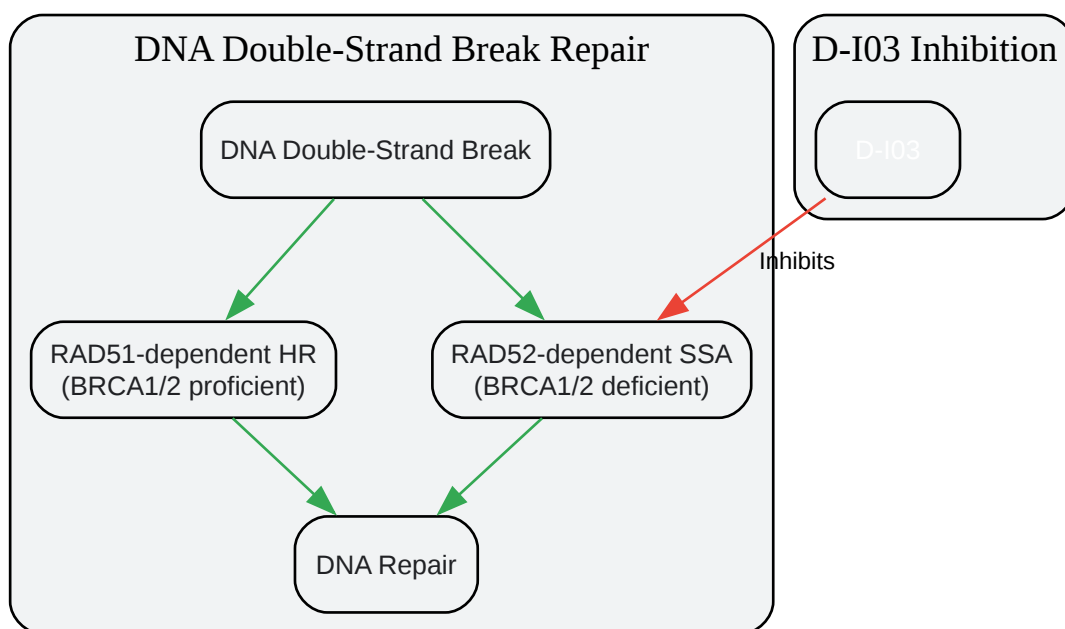 DNA Double-Strand Break Repair
D-I03 Inhibition
DNA Double-Strand Break
D-I03
Inhibits
RAD51-dependent HR
(BRCA1/2 proficient)
RAD52-dependent SSA
(BRCA1/2 deficient)
DNA Repair